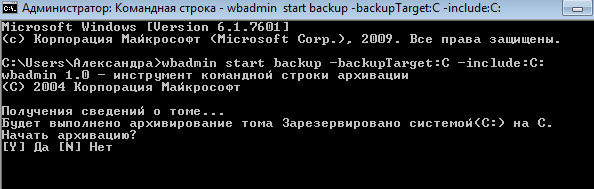 Администратор: Командная строка - wbadmin start backup -backupTarget:C -include:C:
Microsoft Windows [Version 6.1.7601]
(c) Корпорация Майкрософт (Microsoft Corp.), 2009. Все права защищены.
C:\Users\Александра>wbadmin start backup -backupTarget:C -include:C:
wbadmin 1.0 - инструмент командной строки архивации
(C) 2004 Корпорация Майкрософт
Получения сведений о томе...
Будет выполнено архивирование тома Зарезервировано системой(C:) на C.
Начать архивацию?
[Y] Да [N] Нет